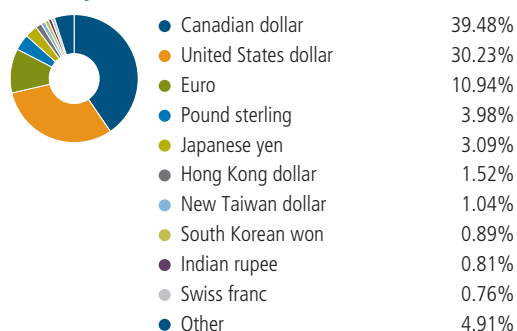 Canadian dollar 39.48%
United States dollar 30.23%
Euro 10.94%
Pound sterling 3.98%
Japanese yen 3.09%
Hong Kong dollar 1.52%
New Taiwan dollar 1.04%
South Korean won 0.89%
Indian rupee 0.81%
Swiss franc 0.76%
Other 4.91%